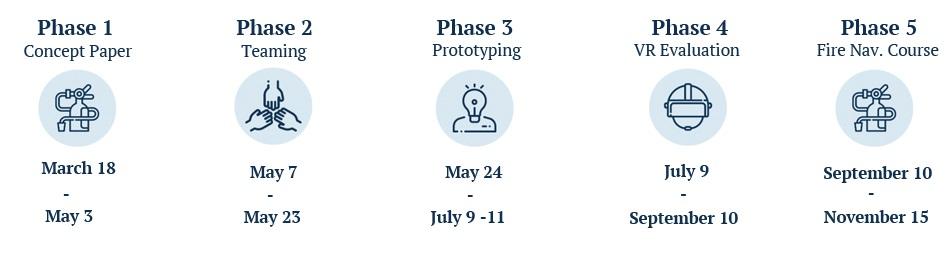 Phase 1
Concept Paper
March 18
-
May 3
Phase 2
Teaming
May 7
-
May 23
Phase 3
Prototyping
May 24
-
July 9 -11
Phase 4
VR Evaluation
July 9
-
September 10
Phase 5
Fire Nav. Course
September 10
-
November 15